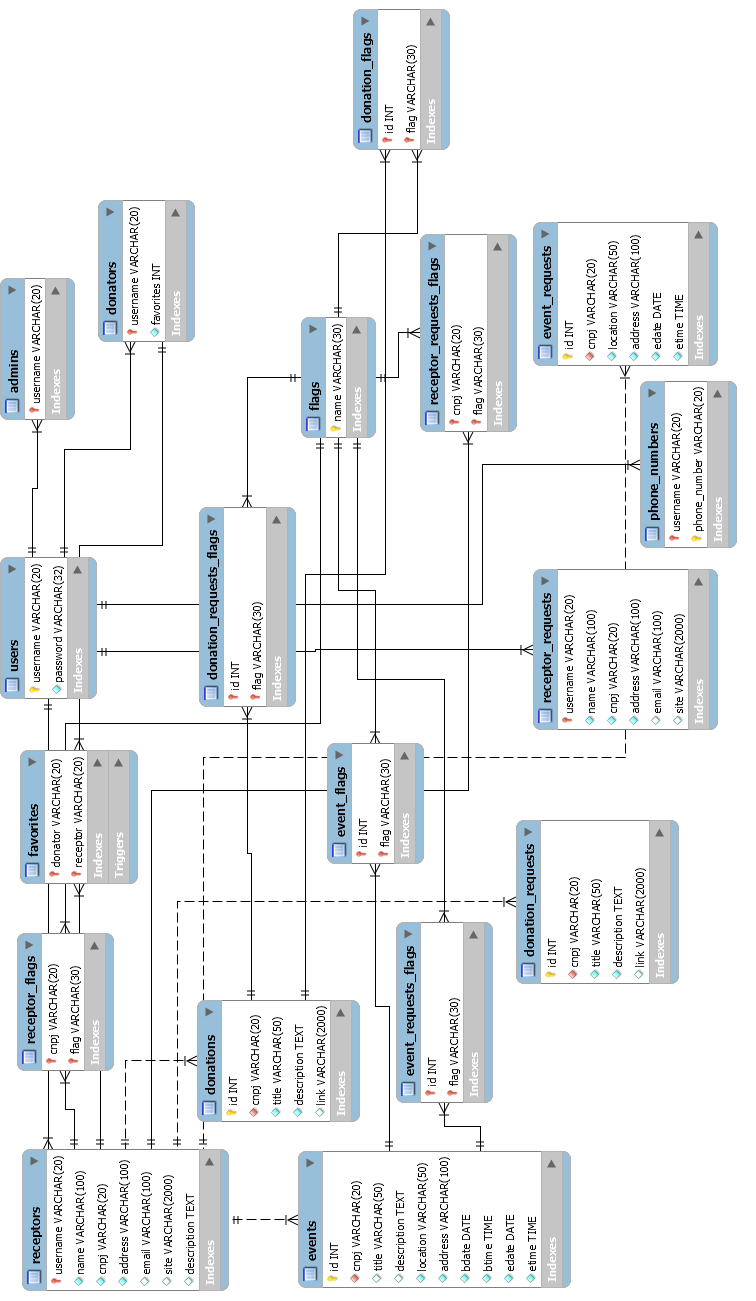 receptors
username VARCHAR(20)
name VARCHAR(100)
cnpj VARCHAR(20)
address VARCHAR(100)
email VARCHAR(100)
site VARCHAR(2000)
description TEXT
Indexes
receptor_flags
cnpj VARCHAR(20)
flag VARCHAR(30)
Indexes
favorites
donator VARCHAR(20)
receptor VARCHAR(20)
Indexes
Triggers
users
username VARCHAR(20)
password VARCHAR(32)
Indexes
admins
username VARCHAR(20)
Indexes
donators
username VARCHAR(20)
favorites INT
Indexes
donations
id INT
cnpj VARCHAR(20)
title VARCHAR(50)
description TEXT
link VARCHAR(2000)
Indexes
donation_requests_flags
id INT
flag VARCHAR(30)
Indexes
events
id INT
cnpj VARCHAR(20)
title VARCHAR(50)
description TEXT
location VARCHAR(50)
address VARCHAR(100)
bdate DATE
btime TIME
edate DATE
etime TIME
Indexes
event_flags
id INT
flag VARCHAR(30)
Indexes
flags
name VARCHAR(30)
Indexes
donation_flags
id INT
flag VARCHAR(30)
Indexes
event_requests_flags
id INT
flag VARCHAR(30)
Indexes
receptor_requests_flags
cnpj VARCHAR(20)
flag VARCHAR(30)
Indexes
donation_requests
id INT
cnpj VARCHAR(20)
title VARCHAR(50)
description TEXT
link VARCHAR(2000)
Indexes
receptor_requests
username VARCHAR(20)
name VARCHAR(100)
cnpj VARCHAR(20)
address VARCHAR(100)
email VARCHAR(100)
site VARCHAR(2000)
Indexes
event_requests
id INT
cnpj VARCHAR(20)
location VARCHAR(50)
address VARCHAR(100)
edate DATE
etime TIME
Indexes
phone_numbers
username VARCHAR(20)
phone_number VARCHAR(20)
Indexes